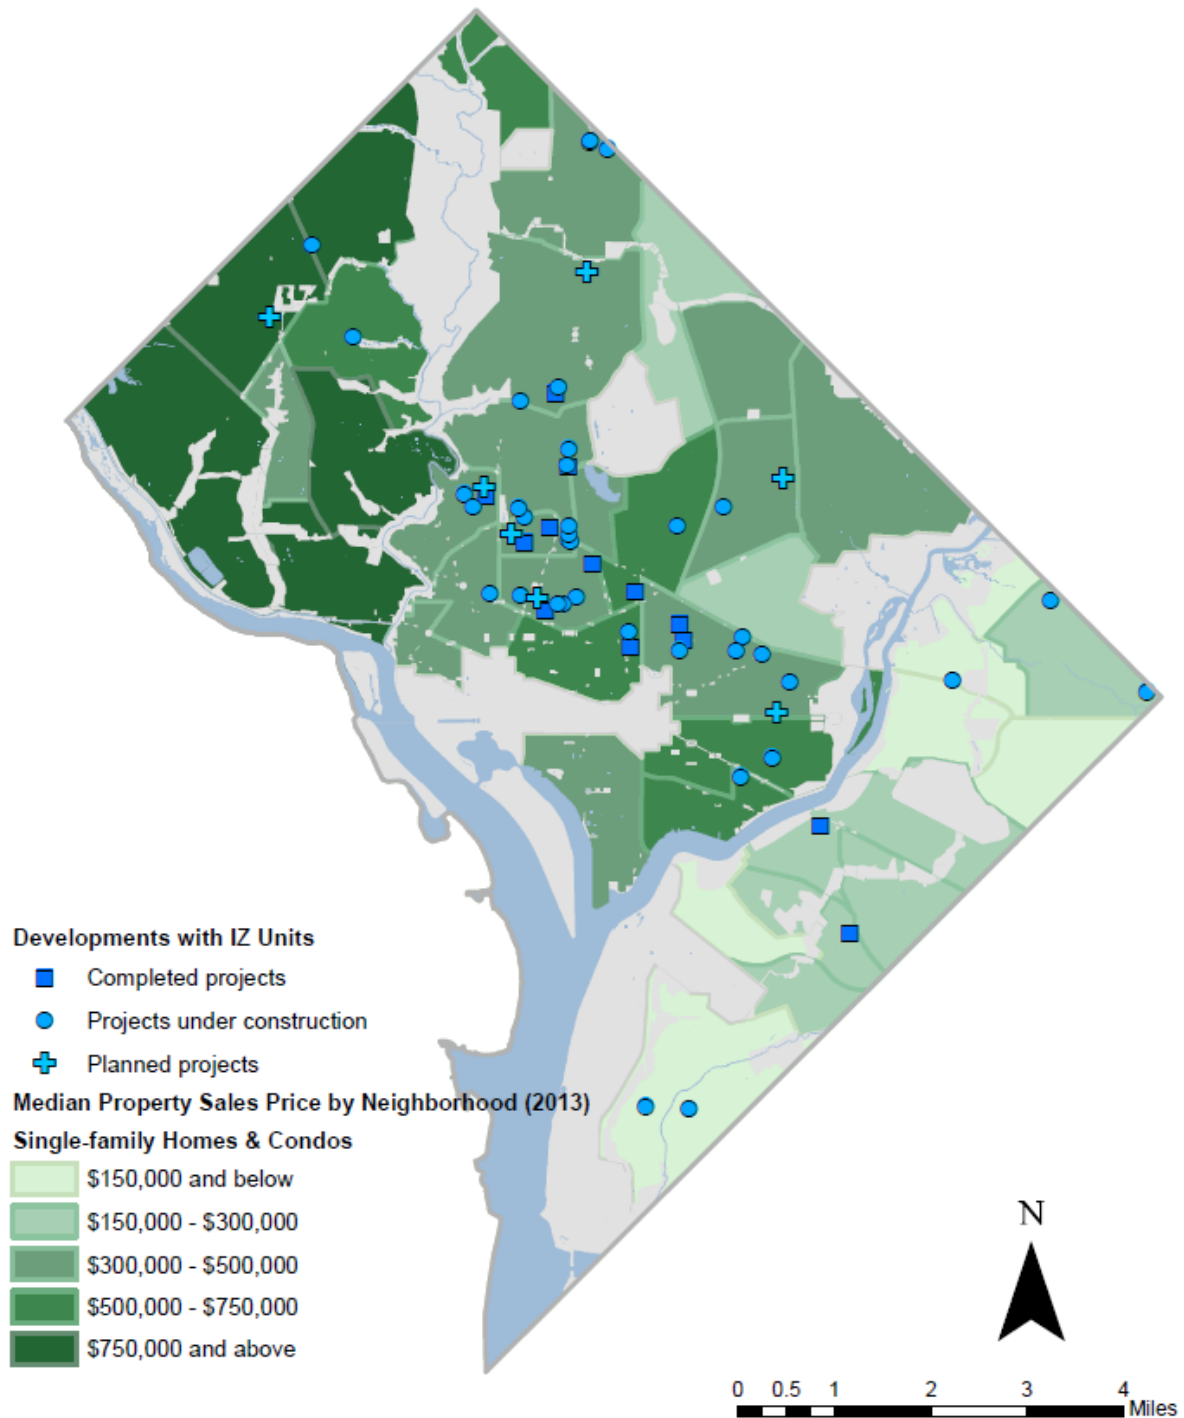 Developments with IZ Units
Completed projects
Projects under construction
Planned projects
Median Property Sales Price by Neighborhood (2013)
Single-family Homes & Condos
$150,000 and below
$150,000 - $300,000
$300,000 - $500,000
$500,000 - $750,000
$750,000 and above
N
0 0.5 1 2 3 4
Miles